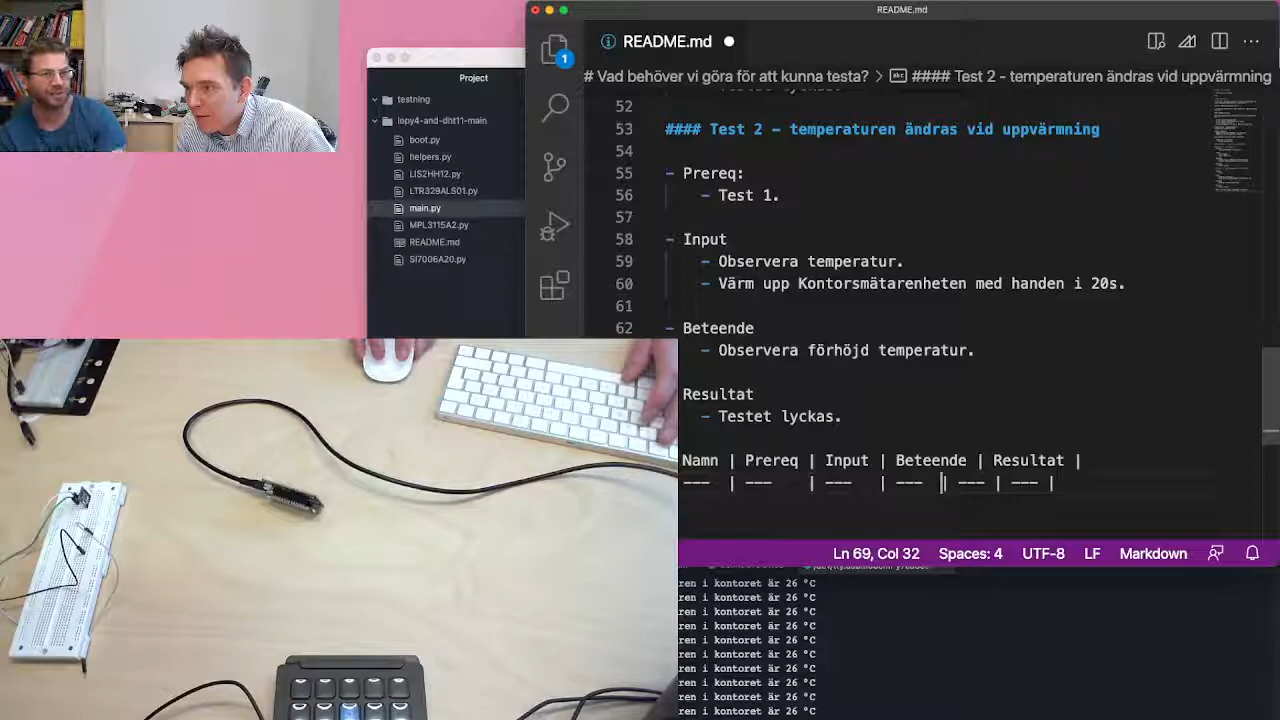 README.md
README.md
1
# Vad behöver vi göra för att kunna testa? > abc #### Test 2 - temperaturen ändras vid uppvärmning
Project
testning
lopy4-and-dht11-main
boot.py
helpers.py
LIS2HH12.py
LTR329ALS01.py
main.py
MPL3115A2.py
README.md
SI7006A20.py
52
53 #### Test 2 - temperaturen ändras vid uppvärmning
54
55 - Prereq:
56 - Test 1.
57
58 - Input
59 - Observera temperatur.
60 - Värm upp Kontorsmätarenheten med handen i 20s.
61
62 - Beteende
- Observera förhöjd temperatur.
Resultat
- Testet lyckas.
Namn | Prereq | Input | Beteende | Resultat |
--- | --- | --- | --- | --- | --- |
Ln 69, Col 32 Spaces: 4 UTF-8 LF Markdown
ren i kontoret är 26 °C
ren i kontoret är 26 °C
ren i kontoret är 26 °C
ren i kontoret är 26 °C
ren i kontoret är 26 °C
ren i kontoret är 26 °C
ren i kontoret är 26 °C
ren i kontoret är 26 °C
ren i kontoret är 26 °C
ren i kontoret är 26 °C